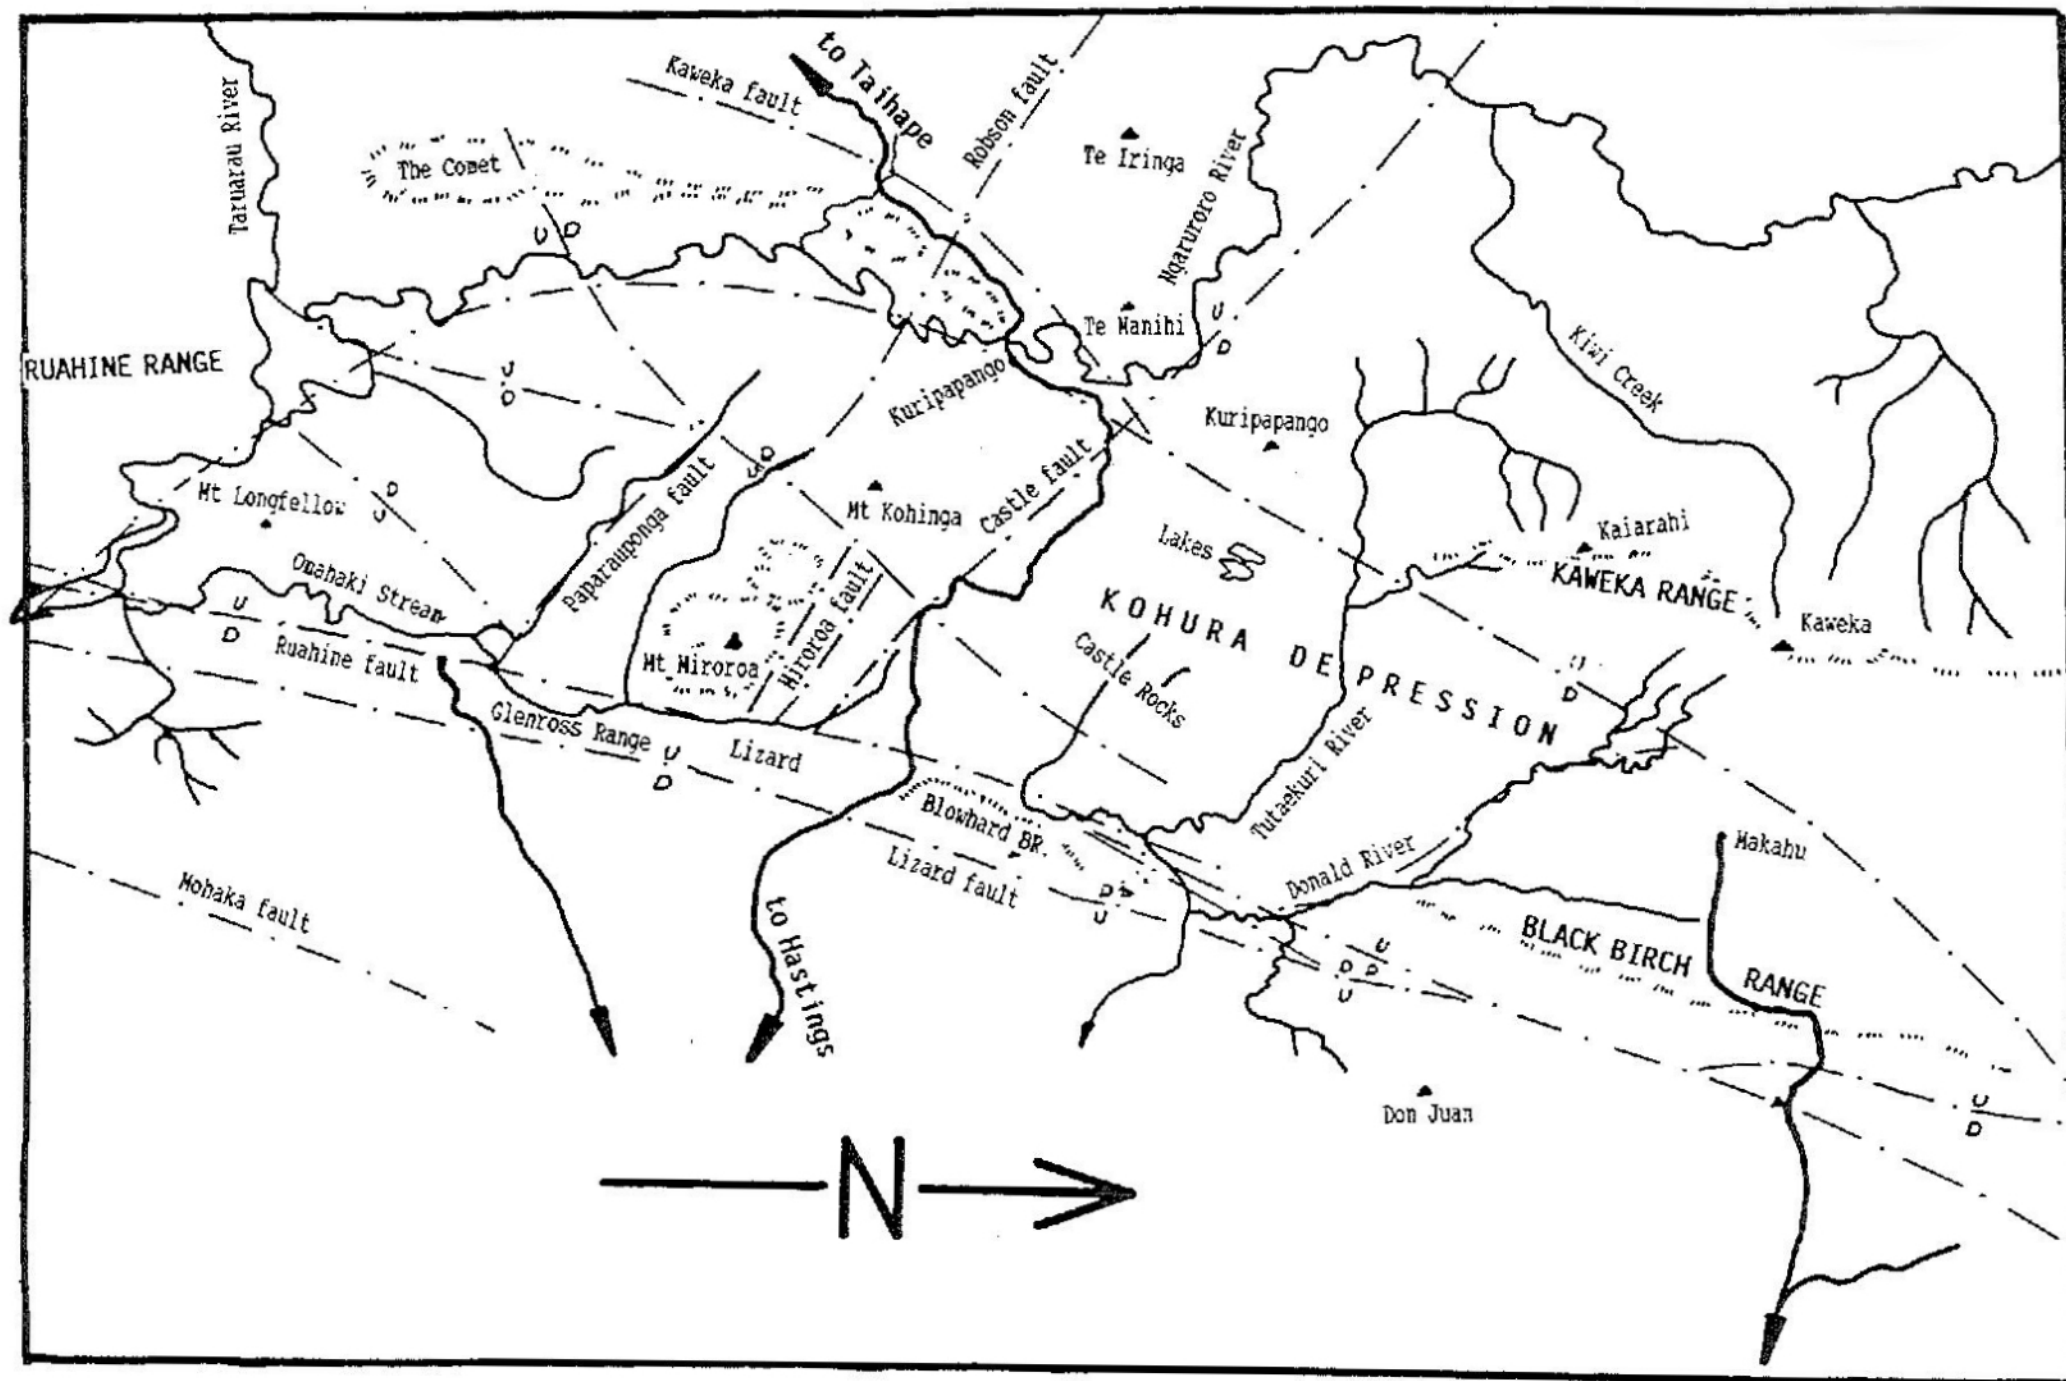 to Taihape
Kaweka fault
Robson fault
Taruarau River
The Comet
Te Iringa
Ngaruroro River
U D
Te Manihi
U
D
RUAHINE RANGE
U
D
Kuripapango
Kuripapango
Kiwi Creek
U D
Mt Longfellow
D
U
Paparaumponga fault
Mt Kohinga
Castle fault
Lakes
Kaiarahi
KAWEKA RANGE
Kaweka
Omahaki Stream
U
D
Ruahine fault
Mt Miroroa
Miroroa fault
KOHURA DEPRESSION
Castle Rocks
U
D
Glenross Range
U
D
Lizard
Tutaekuri River
Blowhard BR.
Lizard fault
D
U
Donald River
Makahu
Mohaka fault
to Hastings
U
D D
U
BLACK BIRCH RANGE
Don Juan
U
D
N